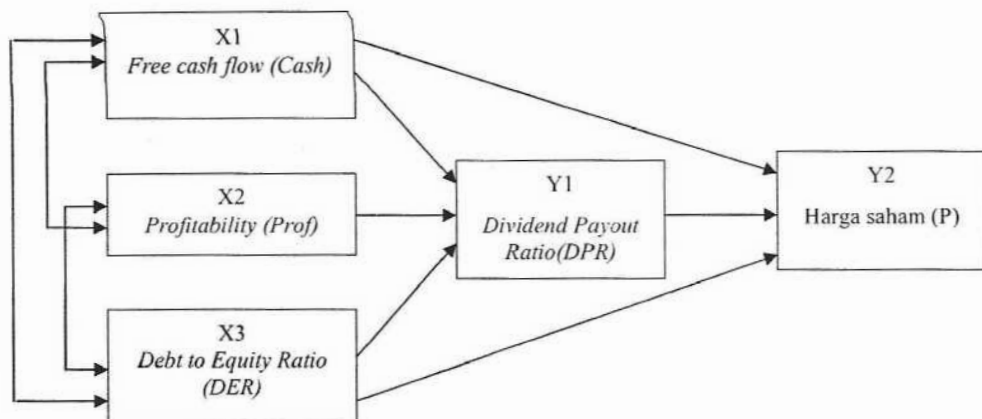 X1
Free cash flow (Cash)
X2
Profitability (Prof)
X3
Debt to Equity Ratio
(DER)
Y1
Dividend Payout
Ratio(DPR)
Y2
Harga saham (P)